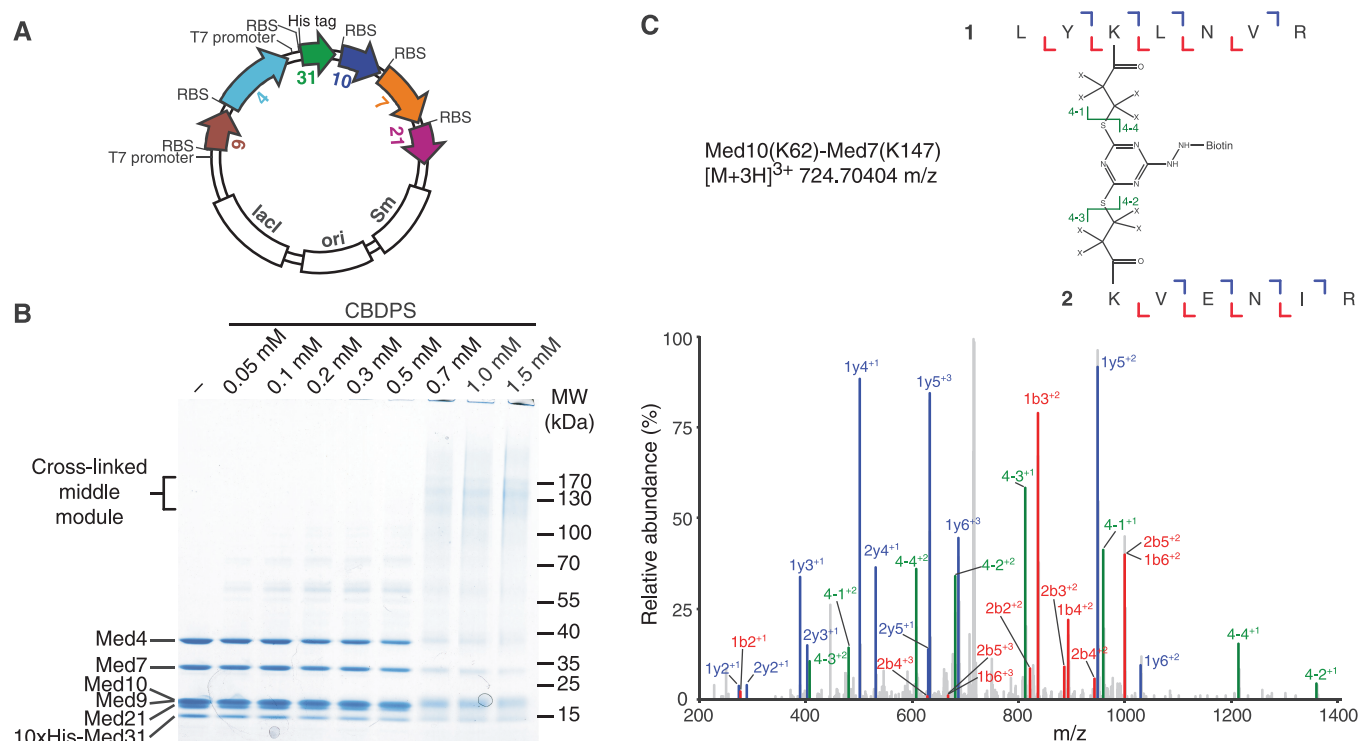 A
T7 promoter
RBS
His tag
RBS
RBS
RBS
RBS
RBS
T7 promoter
6
4
31
10
7
21
lacI
ori
Sm
B
CBDPS
–
0.05 mM
0.1 mM
0.2 mM
0.3 mM
0.5 mM
0.7 mM
1.0 mM
1.5 mM
MW
(kDa)
Cross-linked
middle
module
170
130
100
70
55
40
35
25
15
Med4
Med7
Med10
Med9
Med21
10xHis-Med31
C
1 L Y K L N V R
O
X
X
X
X
4-1
4-4
S
N
N
N
NH
NH
Biotin
S
4-3
4-2
X
X
X
X
O
2 K V E N I R
Med10(K62)-Med7(K147)
[M+3H]3+ 724.70404 m/z
Relative abundance (%)
100
75
50
25
0
200 400 600 800 1000 1200 1400
m/z
1y2+1
1b2+1
2y2+1
1y3+1
2y3+1
4-3+2
4-1+2
1y4+1
2y4+1
4-4+2
2y5+1
2b4+3
1y5+3
1y6+3
4-2+2
2b5+3
1b6+3
4-3+1
2b2+2
1b3+2
2b3+2
1b4+2
2b4+2
1y5+2
4-1+1
2b5+2
1b6+2
1y6+2
4-4+1
4-2+1